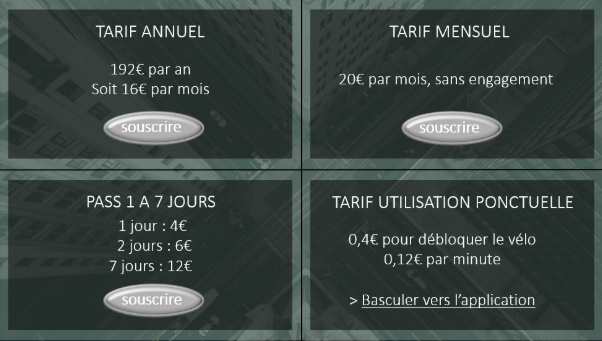 TARIF ANNUEL
192€ par an
Soit 16€ par mois
souscrire
TARIF MENSUEL
20€ par mois, sans engagement
souscrire
PASS 1 A 7 JOURS
1 jour : 4€
2 jours : 6€
7 jours : 12€
souscrire
TARIF UTILISATION PONCTUELLE
0,4€ pour débloquer le vélo
0,12€ par minute
> Basculer vers l'application